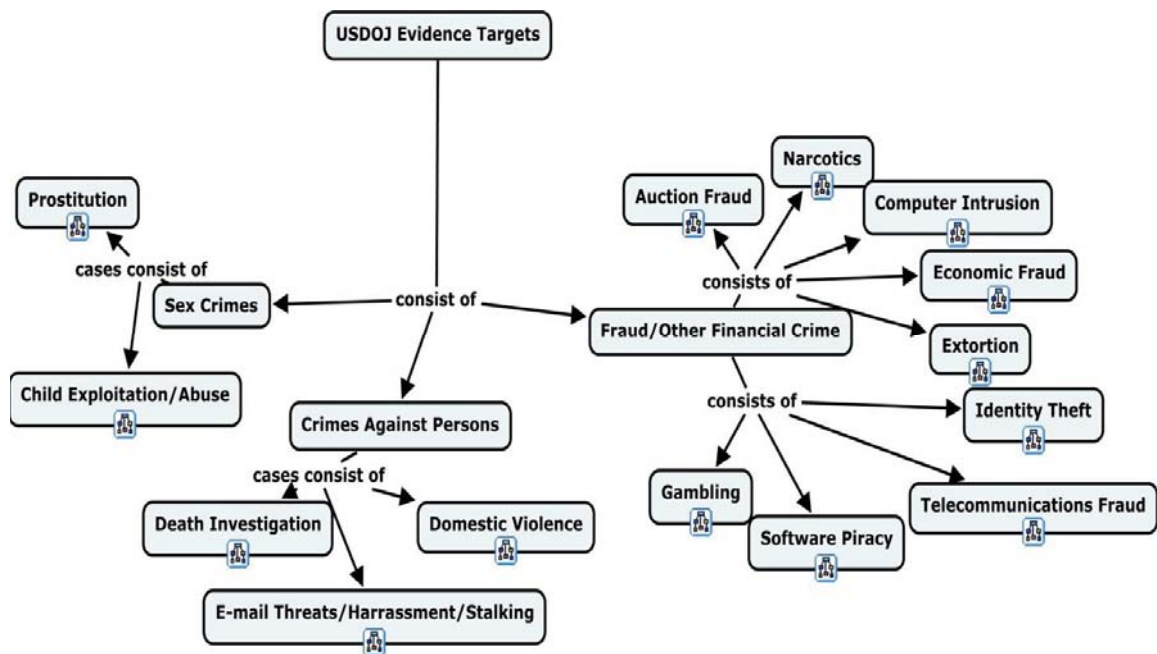 USDOJ Evidence Targets
Narcotics
Auction Fraud
Computer Intrusion
Prostitution
cases consist of
consists of
Economic Fraud
Sex Crimes
consist of
Fraud/Other Financial Crime
Extortion
Child Exploitation/Abuse
Crimes Against Persons
consists of
Identity Theft
cases consist of
Gambling
Telecommunications Fraud
Death Investigation
Domestic Violence
Software Piracy
E-mail Threats/Harrassment/Stalking